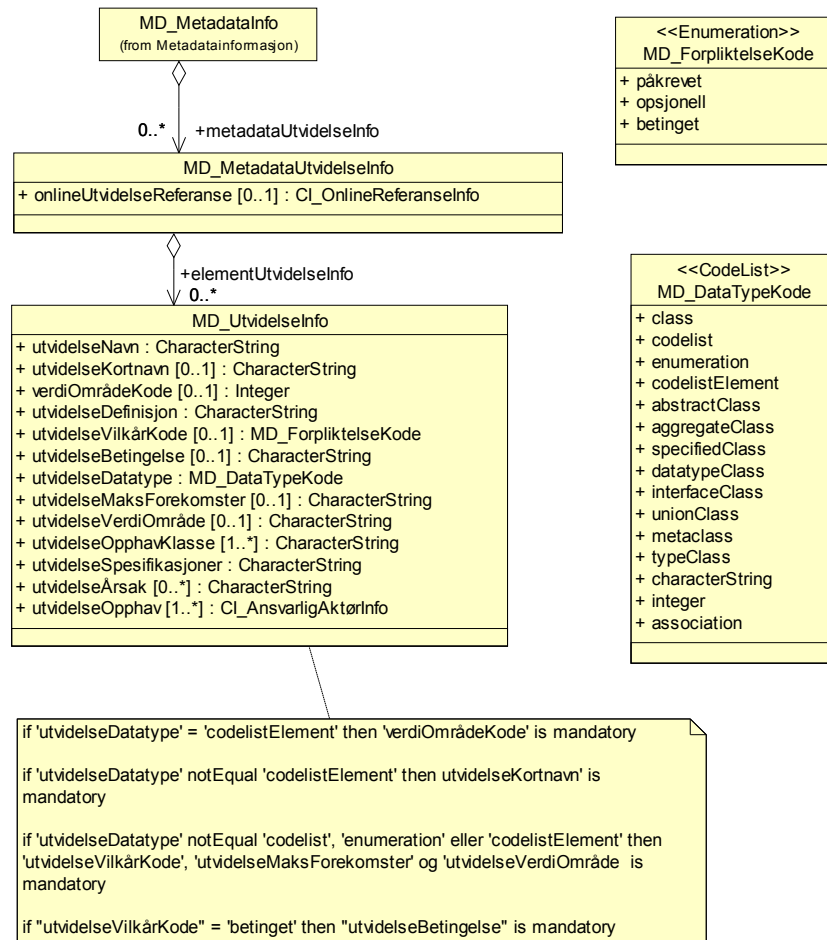 MD_MetadataInfo
(from Metadatainformasjon)
0..* +metadataUtvidelseInfo
MD_MetadataUtvidelseInfo
+ onlineUtvidelseReferanse [0..1] : CI_OnlineReferanseInfo
+elementUtvidelseInfo
0..*
MD_UtvidelseInfo
+ utvidelseNavn : CharacterString
+ utvidelseKortnavn [0..1] : CharacterString
+ verdiOmrådeKode [0..1] : Integer
+ utvidelseDefinisjon : CharacterString
+ utvidelseVilkårKode [0..1] : MD_ForpliktelseKode
+ utvidelseBetingelse [0..1] : CharacterString
+ utvidelseDatatype : MD_DataTypeKode
+ utvidelseMaksForekomster [0..1] : CharacterString
+ utvidelseVerdiOmråde [0..1] : CharacterString
+ utvidelseOpphavKlasse [1..*] : CharacterString
+ utvidelseSpesifikasjoner : CharacterString
+ utvidelseÅrsak [0..*] : CharacterString
+ utvidelseOpphav [1..*] : CI_AnsvarligAktørInfo
<<Enumeration>>
MD_ForpliktelseKode
+ påkrevet
+ opsjonell
+ betinget
<<CodeList>>
MD_DataTypeKode
+ class
+ codelist
+ enumeration
+ codelistElement
+ abstractClass
+ aggregateClass
+ specifiedClass
+ datatypeClass
+ interfaceClass
+ unionClass
+ metaclass
+ typeClass
+ characterString
+ integer
+ association
if 'utvidelseDatatype' = 'codelistElement' then 'verdiOmrådeKode' is mandatory
if 'utvidelseDatatype' notEqual 'codelistElement' then utvidelseKortnavn' is
mandatory
if 'utvidelseDatatype' notEqual 'codelist', 'enumeration' eller 'codelistElement' then
'utvidelseVilkårKode', 'utvidelseMaksForekomster' og 'utvidelseVerdiOmråde is
mandatory
if "utvidelseVilkårKode" = 'betinget' then "utvidelseBetingelse" is mandatory